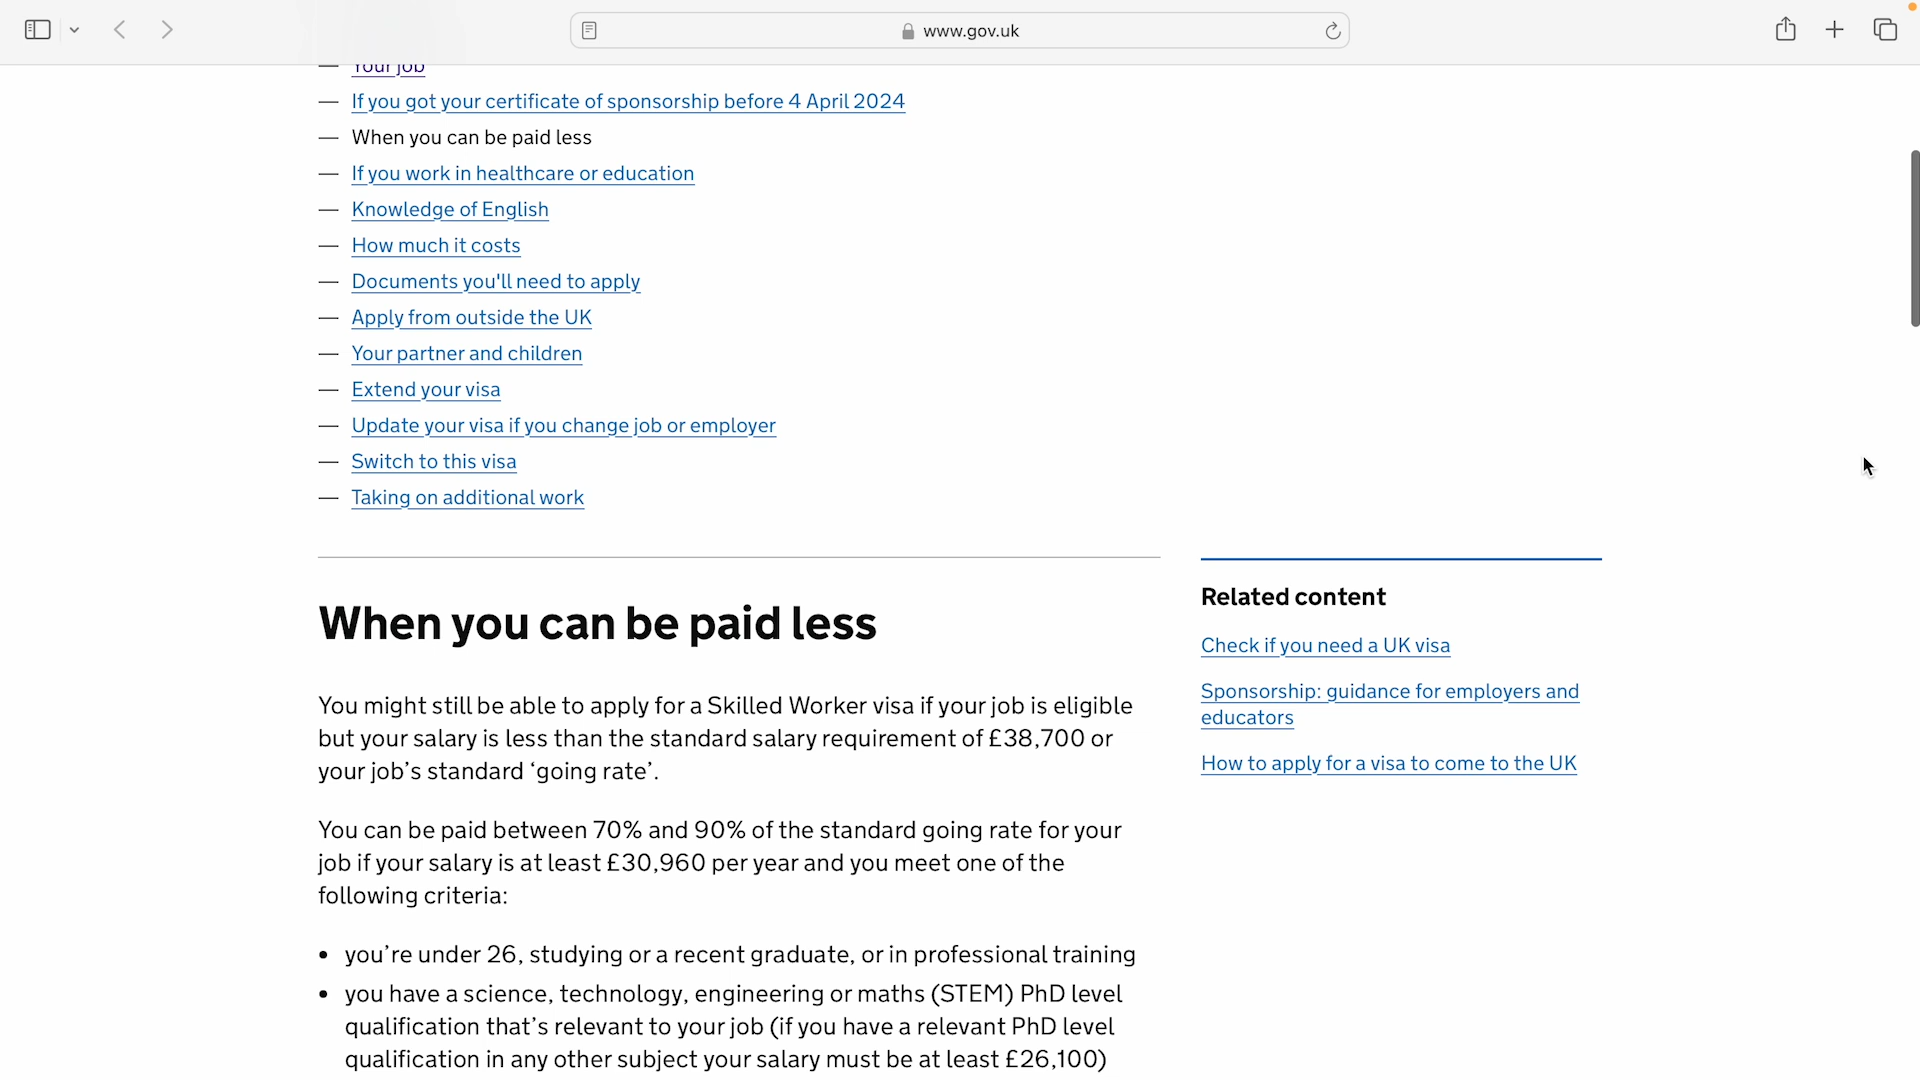 www.gov.uk
— Your job
— If you got your certificate of sponsorship before 4 April 2024
— When you can be paid less
— If you work in healthcare or education
— Knowledge of English
— How much it costs
— Documents you'll need to apply
— Apply from outside the UK
— Your partner and children
— Extend your visa
— Update your visa if you change job or employer
— Switch to this visa
— Taking on additional work
When you can be paid less
You might still be able to apply for a Skilled Worker visa if your job is eligible
but your salary is less than the standard salary requirement of £38,700 or
your job’s standard ‘going rate’.
You can be paid between 70% and 90% of the standard going rate for your
job if your salary is at least £30,960 per year and you meet one of the
following criteria:
• you’re under 26, studying or a recent graduate, or in professional training
• you have a science, technology, engineering or maths (STEM) PhD level
qualification that’s relevant to your job (if you have a relevant PhD level
qualification in any other subject your salary must be at least £26,100)
Related content
Check if you need a UK visa
Sponsorship: guidance for employers and
educators
How to apply for a visa to come to the UK